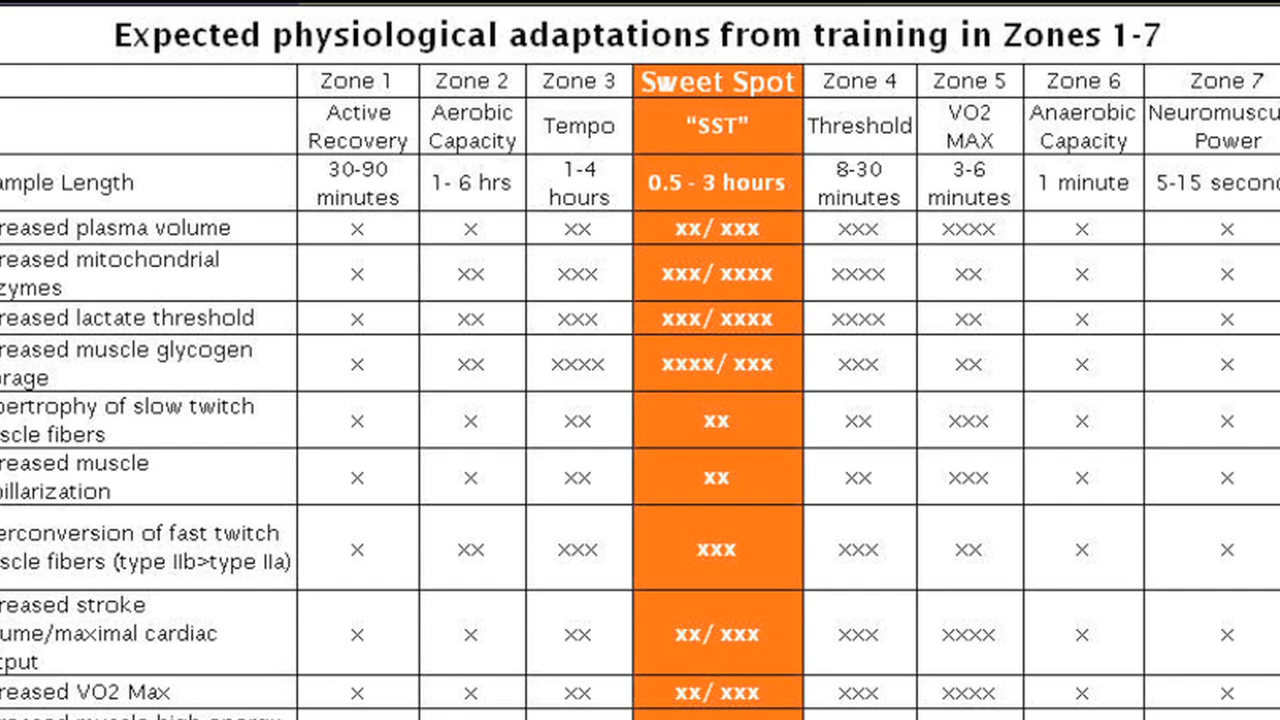 Expected physiological adaptations from training in Zones 1-7
Zone 1 Zone 2 Zone 3 Sweet Spot Zone 4 Zone 5 Zone 6 Zone 7
Active Recovery Aerobic Capacity Tempo “SST” Threshold VO2 MAX Anaerobic Capacity Neuromuscu Power
ample Length 30-90 minutes 1- 6 hrs 1-4 hours 0.5 - 3 hours 8-30 minutes 3-6 minutes 1 minute 5-15 second
reased plasma volume x x xx xx/ xxx xxx xxxx x x
reased mitochondrial
zymes x xx xxx xxx/ xxxx xxxx xx x x
reased lactate threshold x xx xxx xxx/ xxxx xxxx xx x x
reased muscle glycogen
rage x xx xxxx xxxx/ xxx xxx xx x x
pertrophy of slow twitch
scle fibers x x xx xx xx xxx x x
reased muscle
illarization x x xx xx xx xxx x x
erconversion of fast twitch
scle fibers (type IIb>type IIa) x xx xxx xxx xxx xx x x
reased stroke
ume/maximal cardiac
tput x x xx xx/ xxx xxx xxxx x x
reased VO2 Max x x xx xx/ xxx xxx xxxx x x